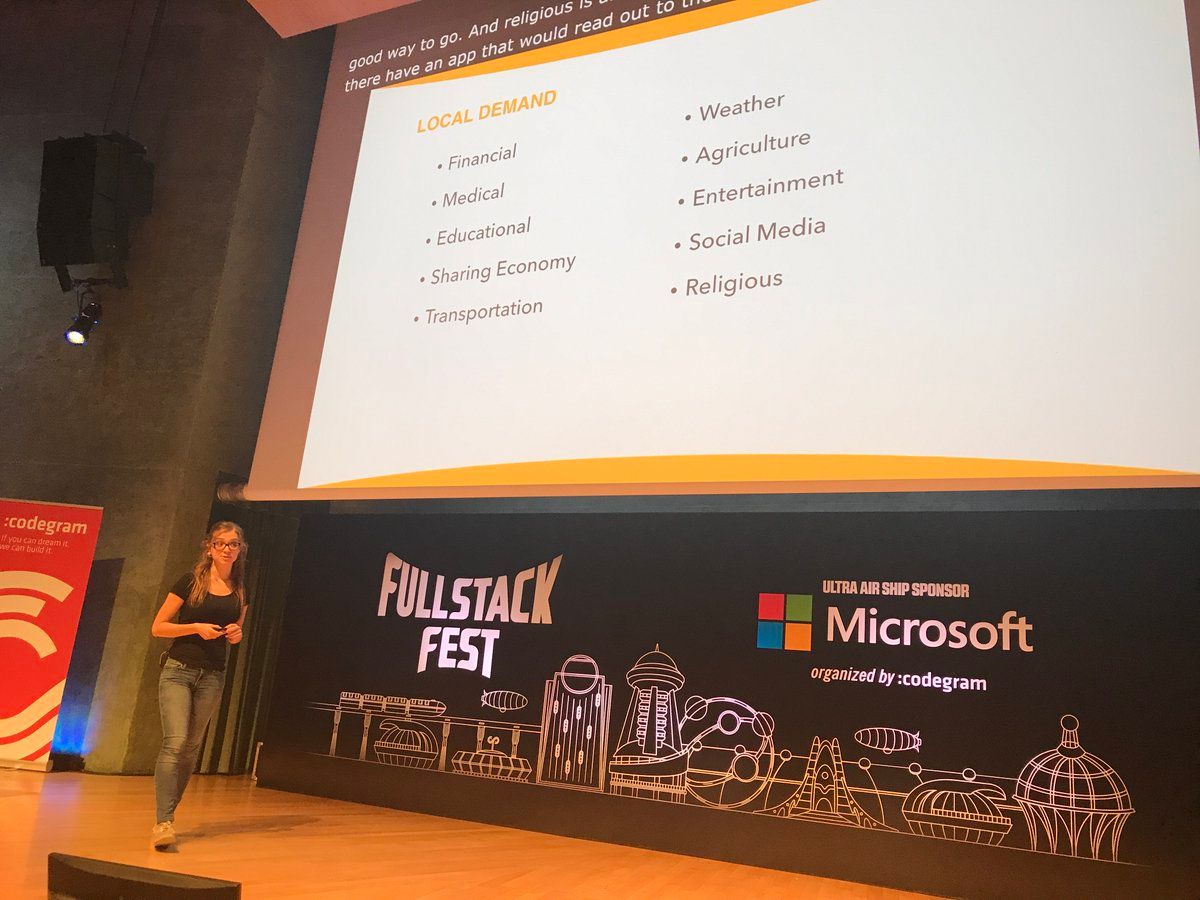 good way to go. And religious is
there have an app that would read out to the
LOCAL DEMAND
• Financial
• Medical
• Educational
• Sharing Economy
• Transportation
• Weather
• Agriculture
• Entertainment
• Social Media
• Religious
:codegram
If you can dream it,
we can build it.
FULLSTACK
FEST
ULTRA AIR SHIP SPONSOR
Microsoft
organized by :codegram